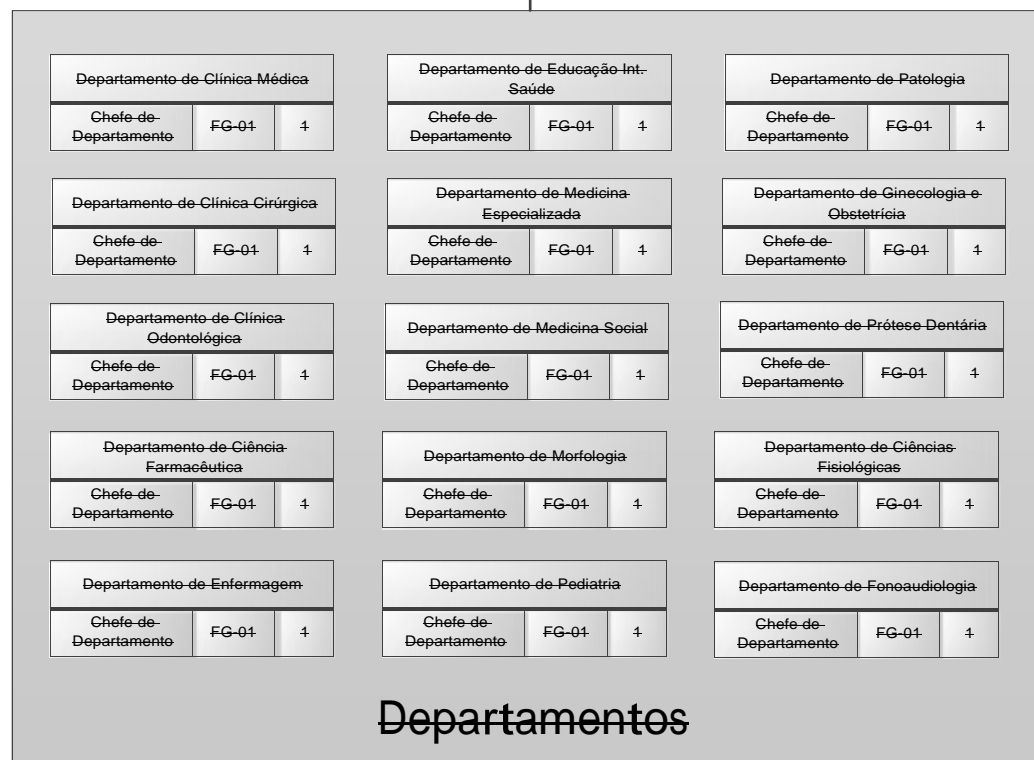 Departamento de Clínica Médica
Chefe de
Departamento
FG-01
1
Departamento de Educação Int.
Saúde
Chefe de
Departamento
FG-01
1
Departamento de Patologia
Chefe de
Departamento
FG-01
1
Departamento de Clínica Cirúrgica
Chefe de
Departamento
FG-01
1
Departamento de Medicina
Especializada
Chefe de
Departamento
FG-01
1
Departamento de Ginecologia e
Obstetrícia
Chefe de
Departamento
FG-01
1
Departamento de Clínica
Odontológica
Chefe de
Departamento
FG-01
1
Departamento de Medicina Social
Chefe de
Departamento
FG-01
1
Departamento de Prótese Dentária
Chefe de
Departamento
FG-01
1
Departamento de Ciência
Farmacêutica
Chefe de
Departamento
FG-01
1
Departamento de Morfologia
Chefe de
Departamento
FG-01
1
Departamento de Ciências
Fisiológicas
Chefe de
Departamento
FG-01
1
Departamento de Enfermagem
Chefe de
Departamento
FG-01
1
Departamento de Pediatria
Chefe de
Departamento
FG-01
1
Departamento de Fonoaudiologia
Chefe de
Departamento
FG-01
1
Departamentos